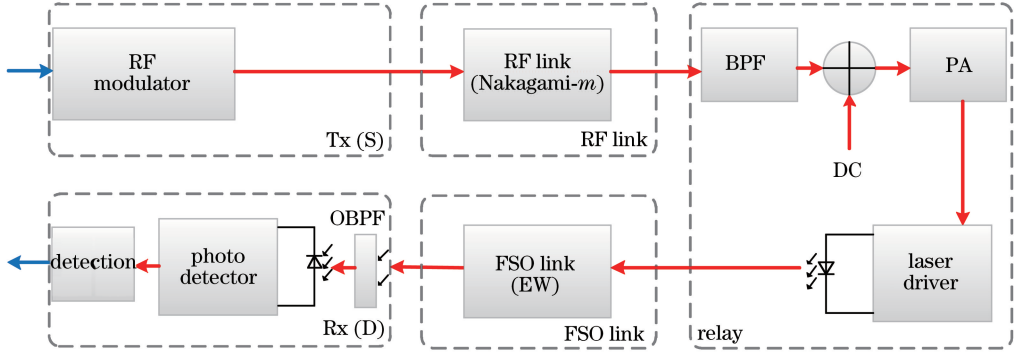 RF
modulator
Tx (S)
RF link
(Nakagami-m)
RF link
BPF
PA
DC
detection
photo
detector
OBPF
Rx (D)
FSO link
(EW)
FSO link
laser
driver
relay